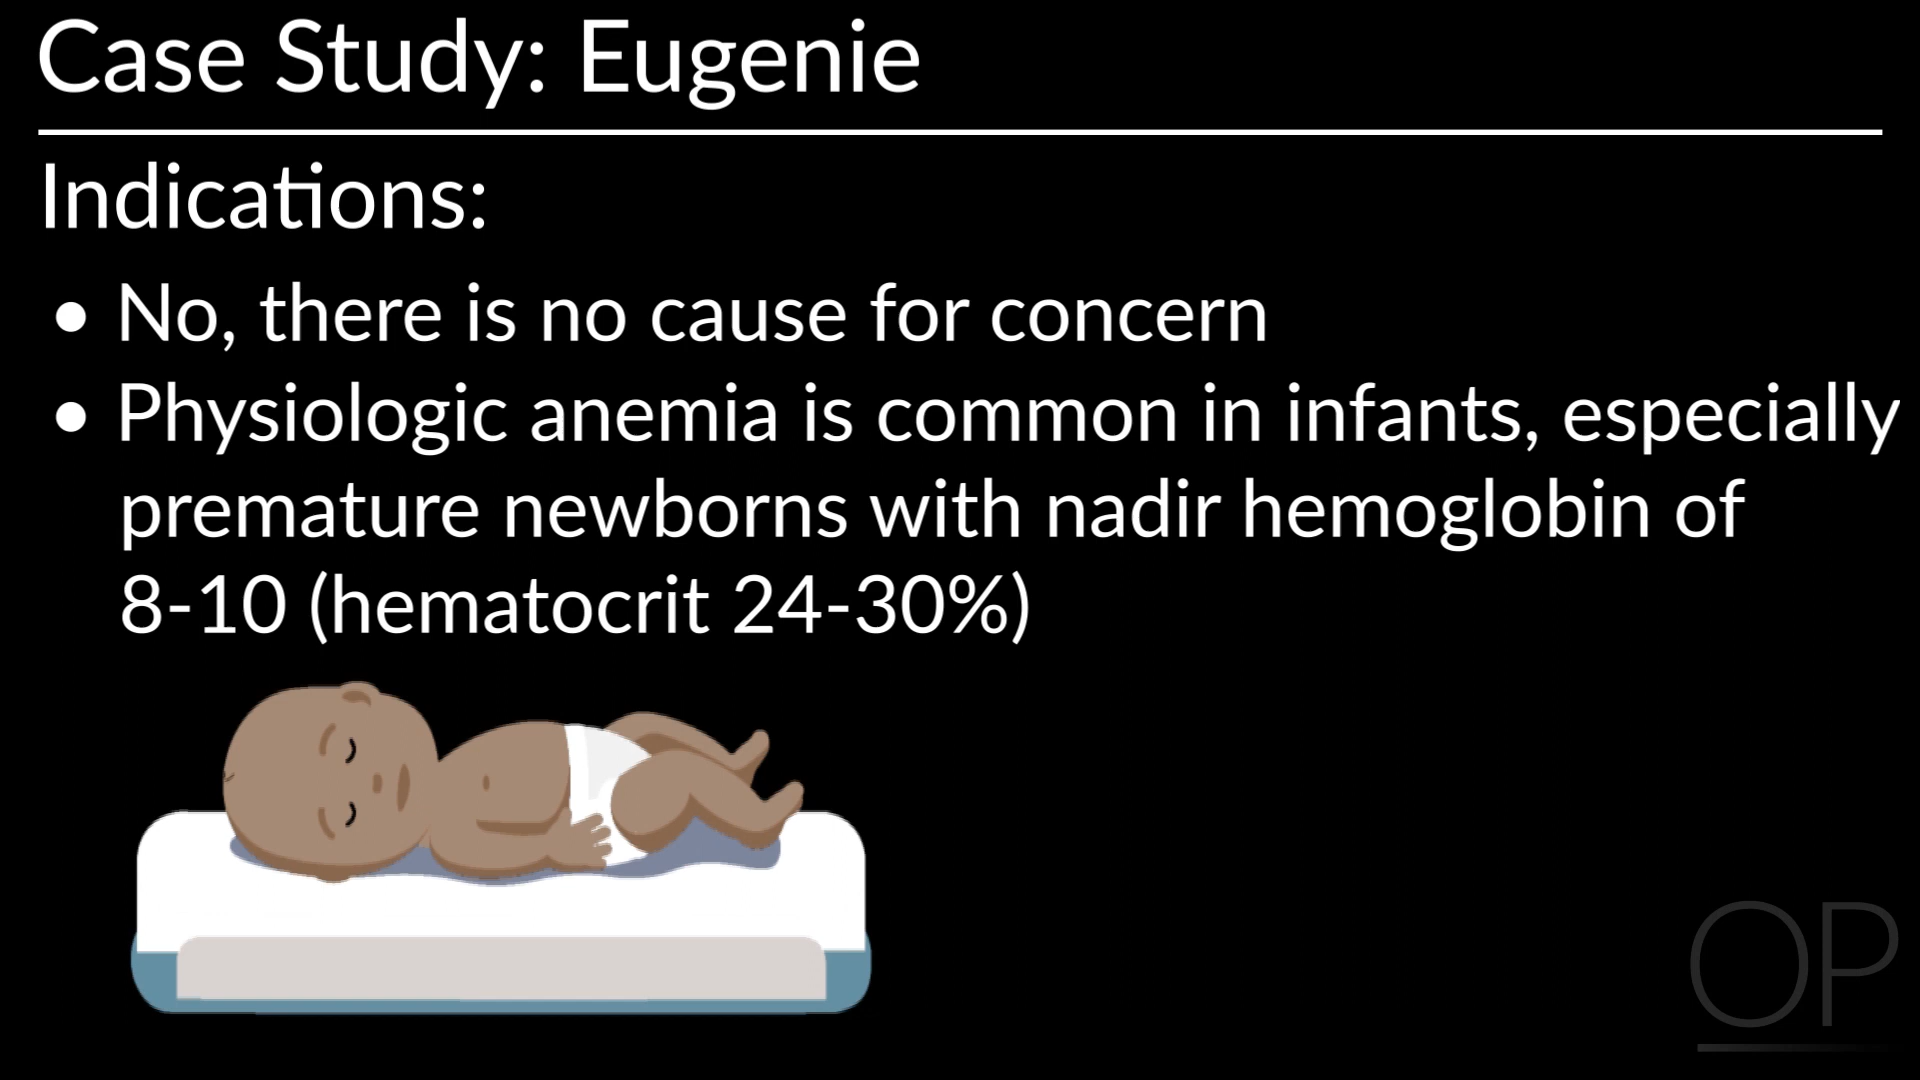 Case Study: Eugenie
Indications:
• No, there is no cause for concern
• Physiologic anemia is common in infants, especially
premature newborns with nadir hemoglobin of
8-10 (hematocrit 24-30%)
OP